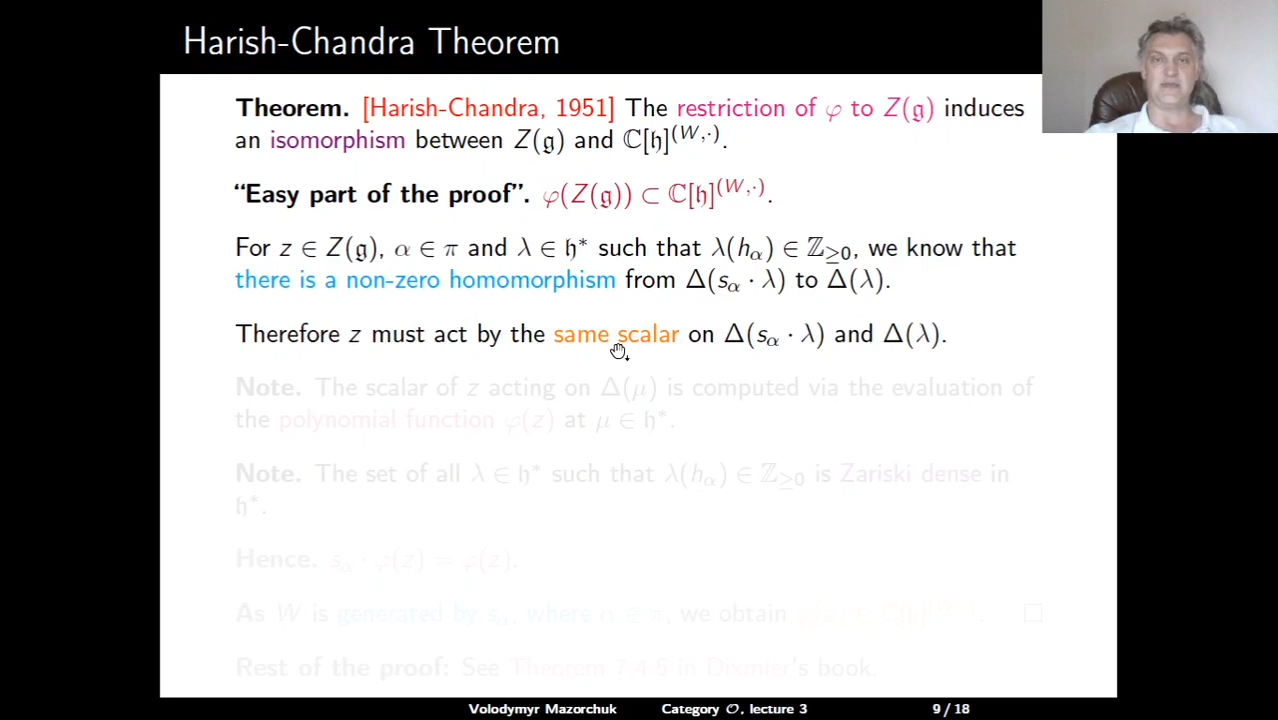 Harish-Chandra Theorem
Theorem. [Harish-Chandra, 1951] The restriction of φ to Z(𝔤) induces
an isomorphism between Z(𝔤) and ℂ[𝔥]^(W,·).
“Easy part of the proof”. φ(Z(𝔤)) ⊂ ℂ[𝔥]^(W,·).
For z ∈ Z(𝔤), α ∈ π and λ ∈ 𝔥* such that λ(h_α) ∈ ℤ_≥0, we know that
there is a non-zero homomorphism from Δ(s_α · λ) to Δ(λ).
Therefore z must act by the same scalar on Δ(s_α · λ) and Δ(λ).
Note. The scalar of z acting on Δ(μ) is computed via the evaluation of
the polynomial function φ(z) at μ ∈ 𝔥*.
Note. The set of all λ ∈ 𝔥* such that λ(h_α) ∈ ℤ_≥0 is Zariski dense in
𝔥*.
Hence. s_α · φ(z) = φ(z).
As W is generated by s_α, where α ∈ π, we obtain
□
Rest of the proof: See Theorem 7.4.5 in Dixmier's book.
Volodymyr Mazorchuk Category 𝒪, lecture 3 9 / 18